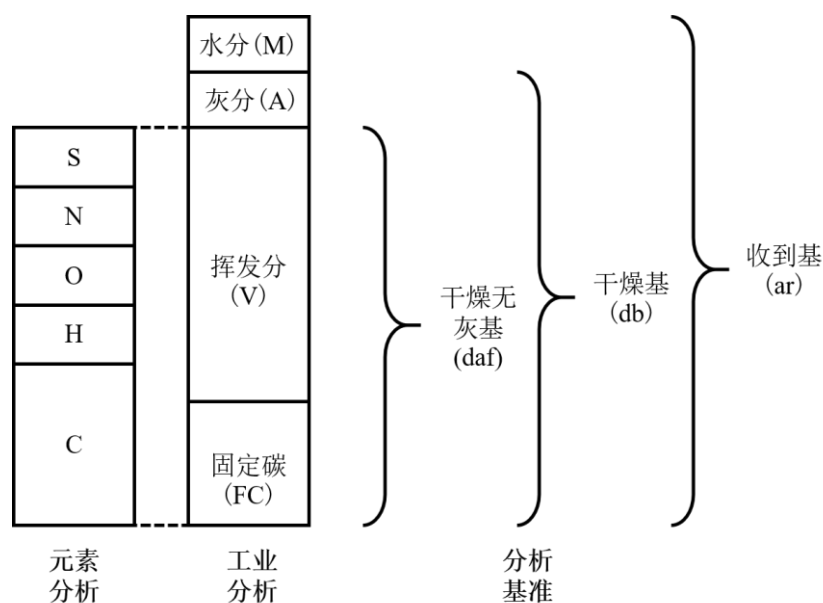 水分(M)
灰分(A)
S
N
O
H
C
挥发分
(V)
固定碳
(FC)
干燥无
灰基
(daf)
干燥基
(db)
收到基
(ar)
元素
分析
工业
分析
分析
基准